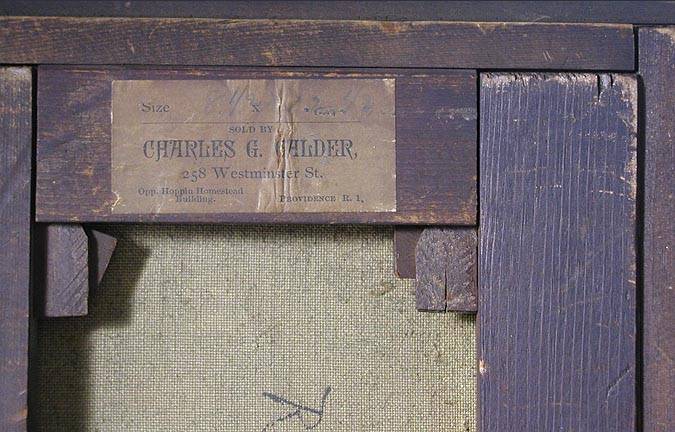 Size x
SOLD BY
CHARLES G. CALDER,
258 Westminster St.
Opp. Hoppin Homestead
Building.
PROVIDENCE R. I.